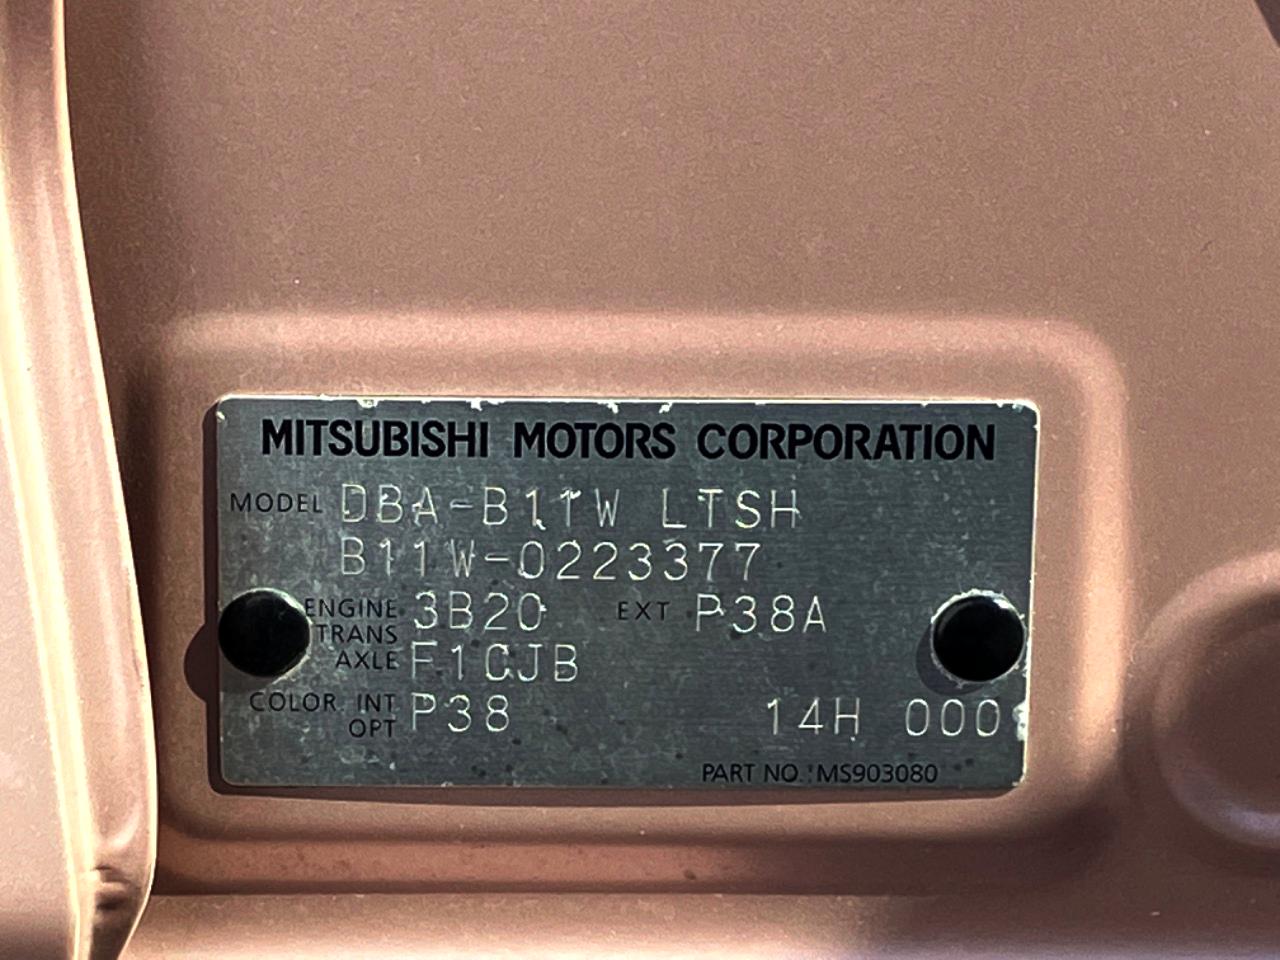 MITSUBISHI MOTORS CORPORATION
MODEL DBA-B11W LTSH
B11W-0223377
ENGINE 3B20 EXT P38A
TRANS
AXLE F1CJB
COLOR INT
OPT P38 14H 000
PART NO. MS903080